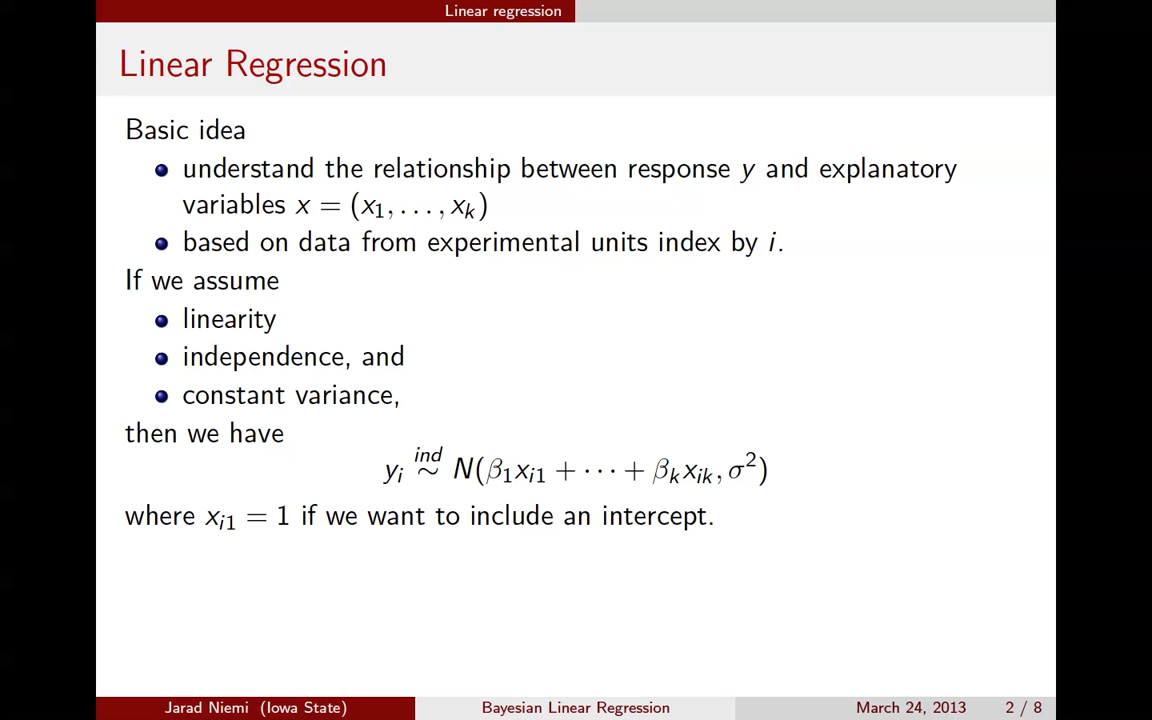 Linear regression
Linear Regression
Basic idea
understand the relationship between response y and explanatory
variables x = (x₁, . . . , xₖ)
based on data from experimental units index by i.
If we assume
linearity
independence, and
constant variance,
then we have
yᵢ ind∼ N(β₁xᵢ₁ + · · · + βₖxᵢₖ, σ²)
where xᵢ₁ = 1 if we want to include an intercept.
Jarad Niemi (Iowa State) Bayesian Linear Regression March 24, 2013 2 / 8